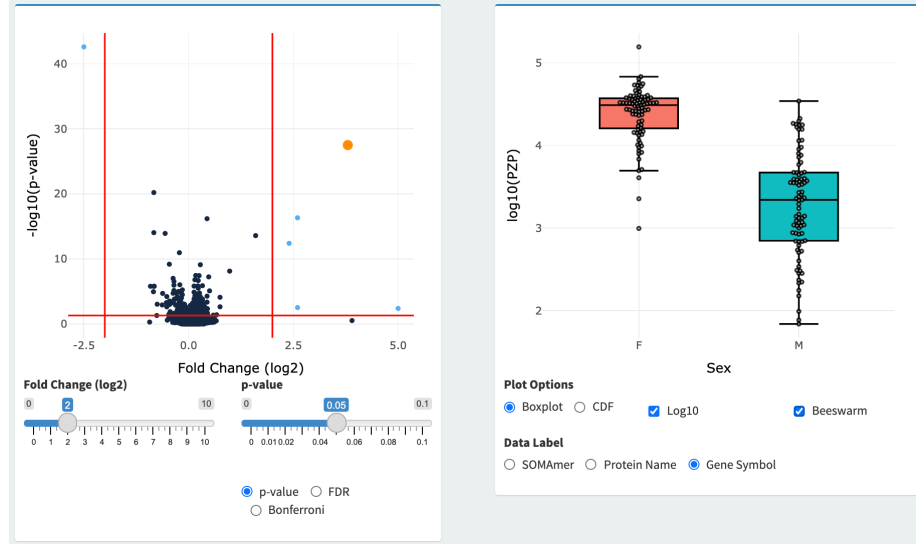 40
30
20
10
0
-log10(p-value)
-2.5 0.0 2.5 5.0
Fold Change (log2)
Fold Change (log2)
0 2 10
0 1 2 3 4 5 6 7 8 9 10
p-value
0 0.05 0.1
0 0.01 0.02 0.04 0.06 0.08 0.1
p-value FDR
Bonferroni
5
4
3
2
log10(PZP)
F M
Sex
Plot Options
Boxplot CDF Log10 Beeswarm
Data Label
SOMAmer Protein Name Gene Symbol